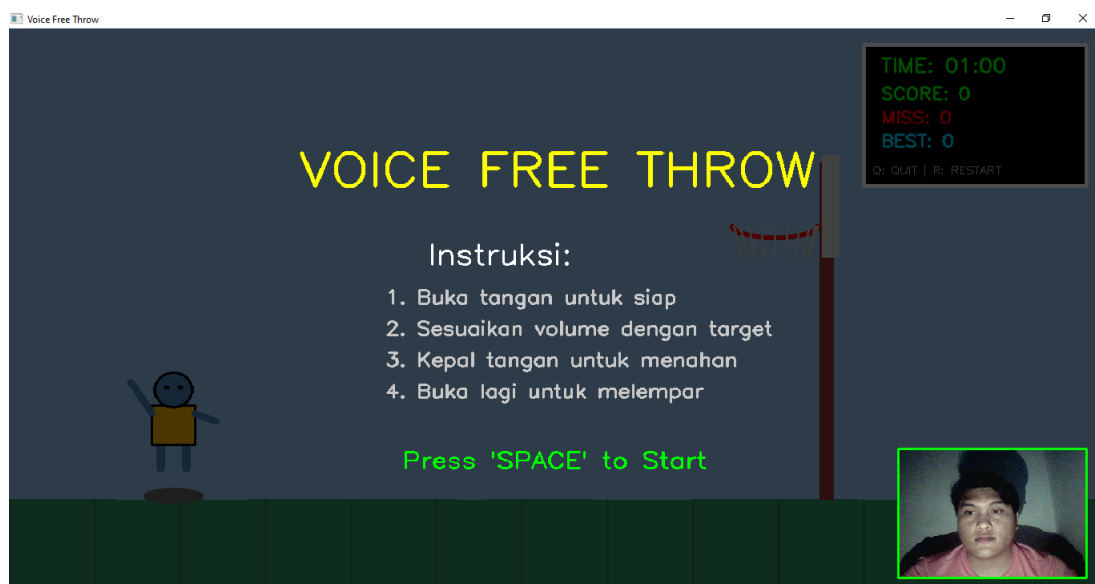 Voice Free Throw
TIME: 01:00
SCORE: 0
MISS: 0
BEST: 0
Q: QUIT | R: RESTART
VOICE FREE THROW
Instruksi:
1. Buka tangan untuk siap
2. Sesuaikan volume dengan target
3. Kepal tangan untuk menahan
4. Buka lagi untuk melempar
Press 'SPACE' to Start